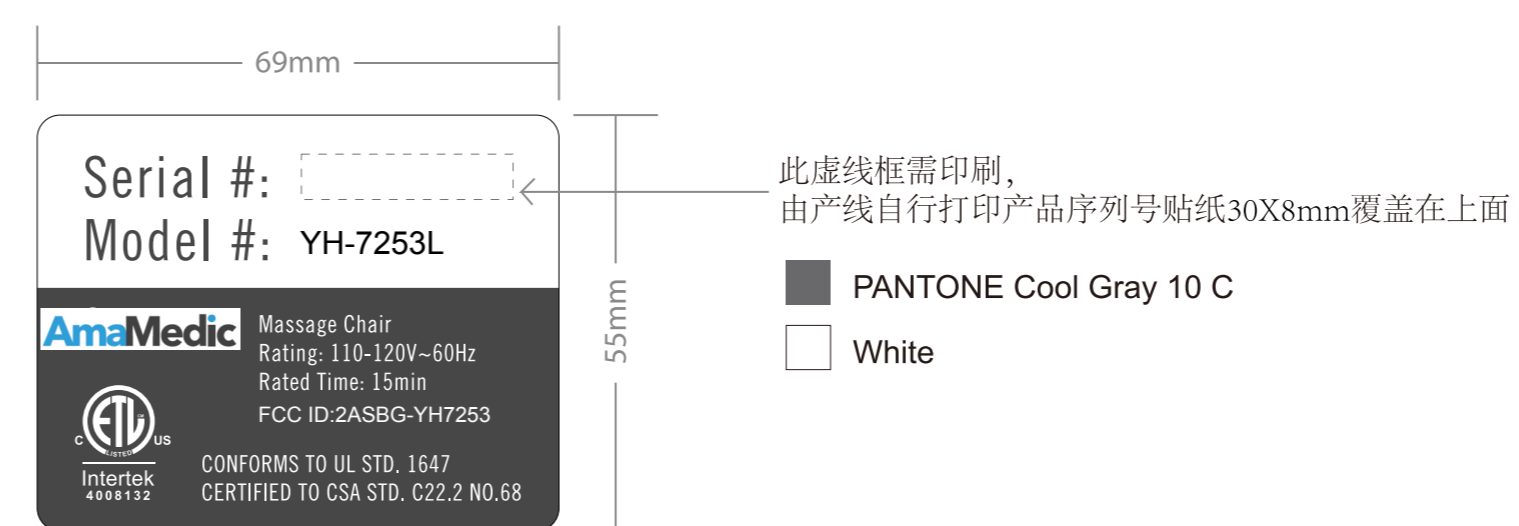 69mm
Serial #:
Model #: YH-7253L
此虚线框需印刷，
由产线自行打印产品序列号贴纸30X8mm覆盖在上面
PANTONE Cool Gray 10 C
White
55mm
AmaMedic
Massage Chair
Rating: 110-120V~60Hz
Rated Time: 15min
FCC ID:2ASBG-YH7253
ETL
CM
C US
LISTED
Intertek
4008132
CONFORMS TO UL STD. 1647
CERTIFIED TO CSA STD. C22.2 NO.68